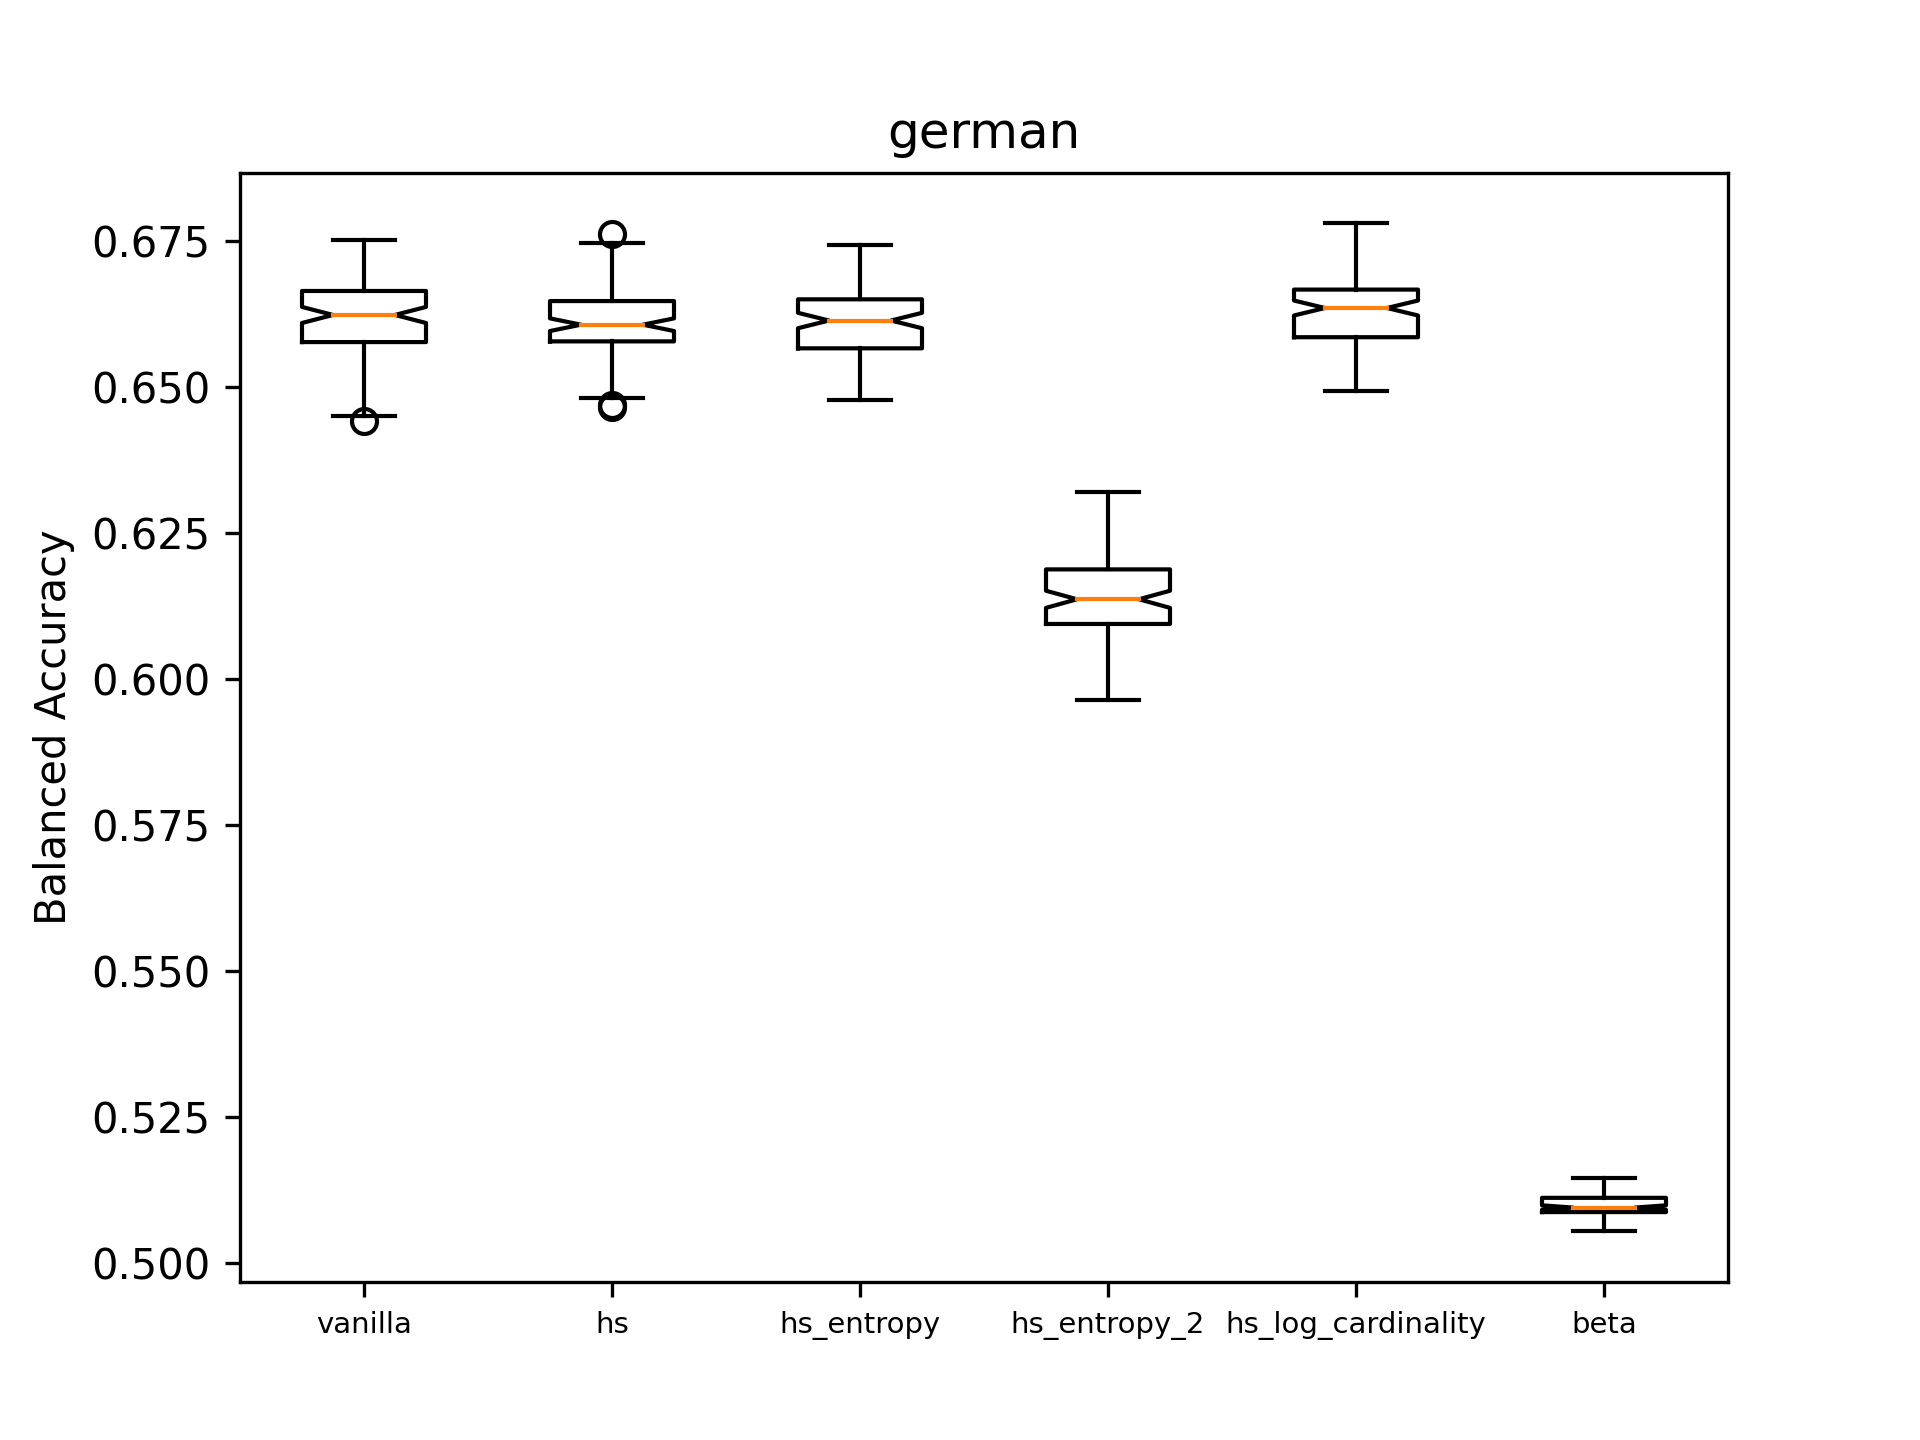 german
Balanced Accuracy
0.675
0.650
0.625
0.600
0.575
0.550
0.525
0.500
vanilla
hs
hs_entropy
hs_entropy_2
hs_log_cardinality
beta